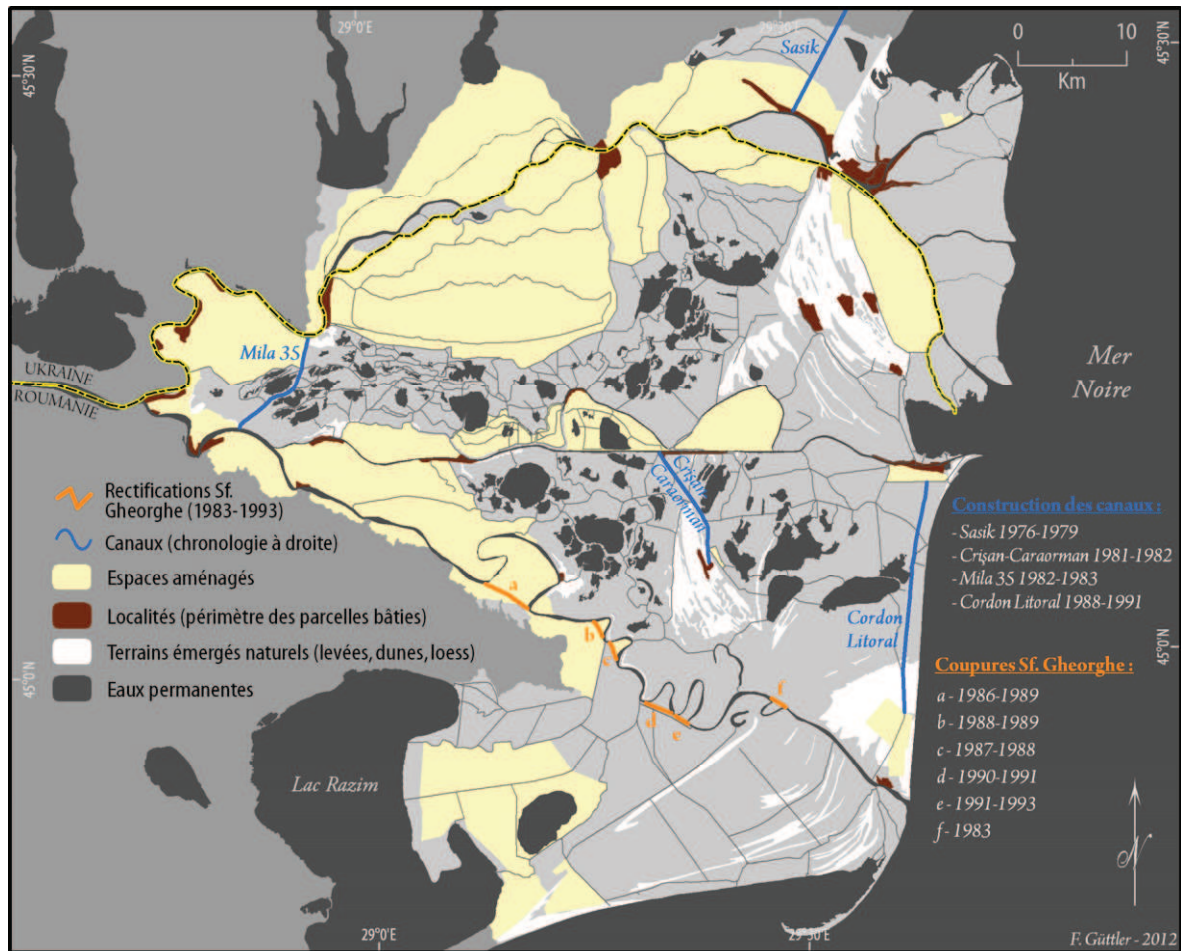 29°0'E
29°30'E
45°30'N
45°30'N
Sasik
0 10
Km
Mila 35
UKRAINE
ROUMANIE
Mer
Noire
Crişan
Caraorman
Rectifications Sf.
Gheorghe (1983-1993)
Canaux (chronologie à droite)
Espaces aménagés
Localités (périmètre des parcelles bâties)
Terrains émergés naturels (levées, dunes, loess)
Eaux permanentes
Construction des canaux :
- Sasik 1976-1979
- Crişan-Caraorman 1981-1982
- Mila 35 1982-1983
- Cordon Litoral 1988-1991
Cordon
Litoral
a
b
c
d
e
f
Coupures Sf. Gheorghe :
a - 1986-1989
b - 1988-1989
c - 1987-1988
d - 1990-1991
e - 1991-1993
f - 1983
45°0'N
45°0'N
Lac Razim
N
29°0'E
29°30'E
F. Güttler - 2012